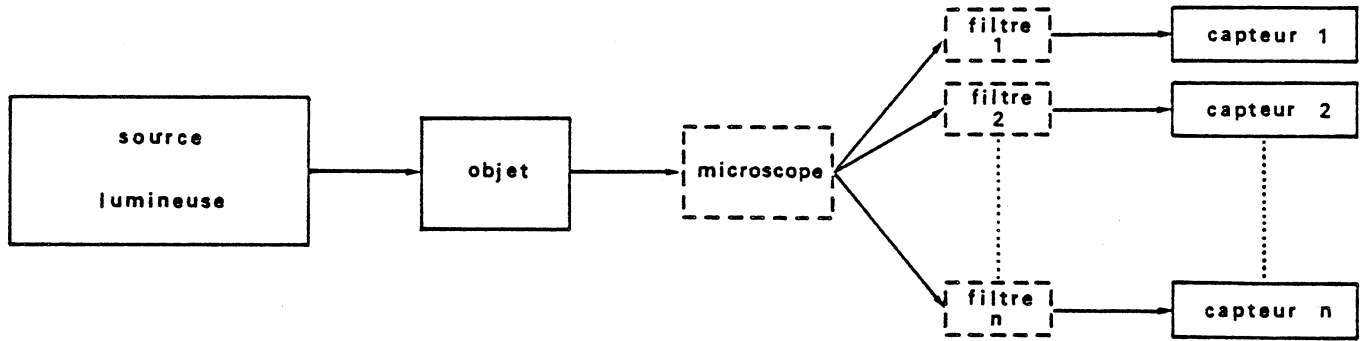 source
lumineuse
objet
microscope
filtre
1
capteur 1
filtre
2
capteur 2
filtre
n
capteur n